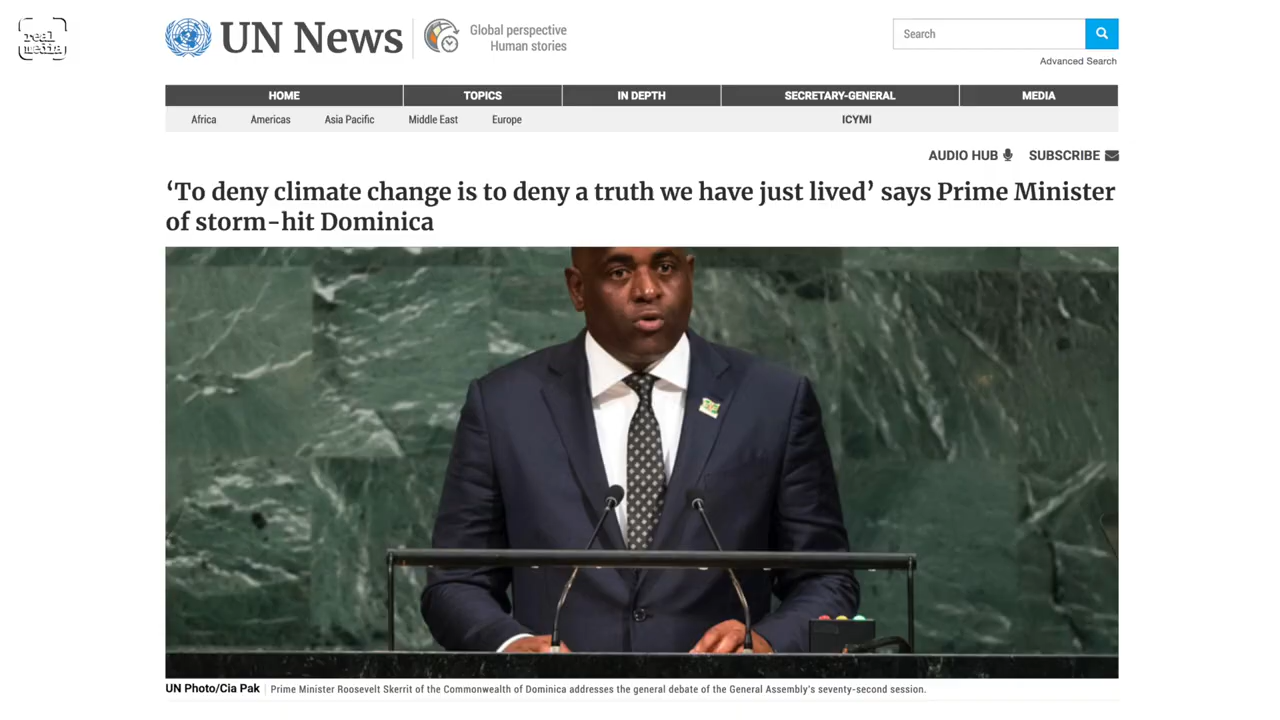 real
media
UN News
Global perspective
Human stories
Search
Advanced Search
HOME
TOPICS
IN DEPTH
SECRETARY-GENERAL
MEDIA
Africa
Americas
Asia Pacific
Middle East
Europe
ICYMI
AUDIO HUB
SUBSCRIBE
‘To deny climate change is to deny a truth we have just lived’ says Prime Minister
of storm-hit Dominica
UN Photo/Cia Pak | Prime Minister Roosevelt Skerrit of the Commonwealth of Dominica addresses the general debate of the General Assembly's seventy-second session.